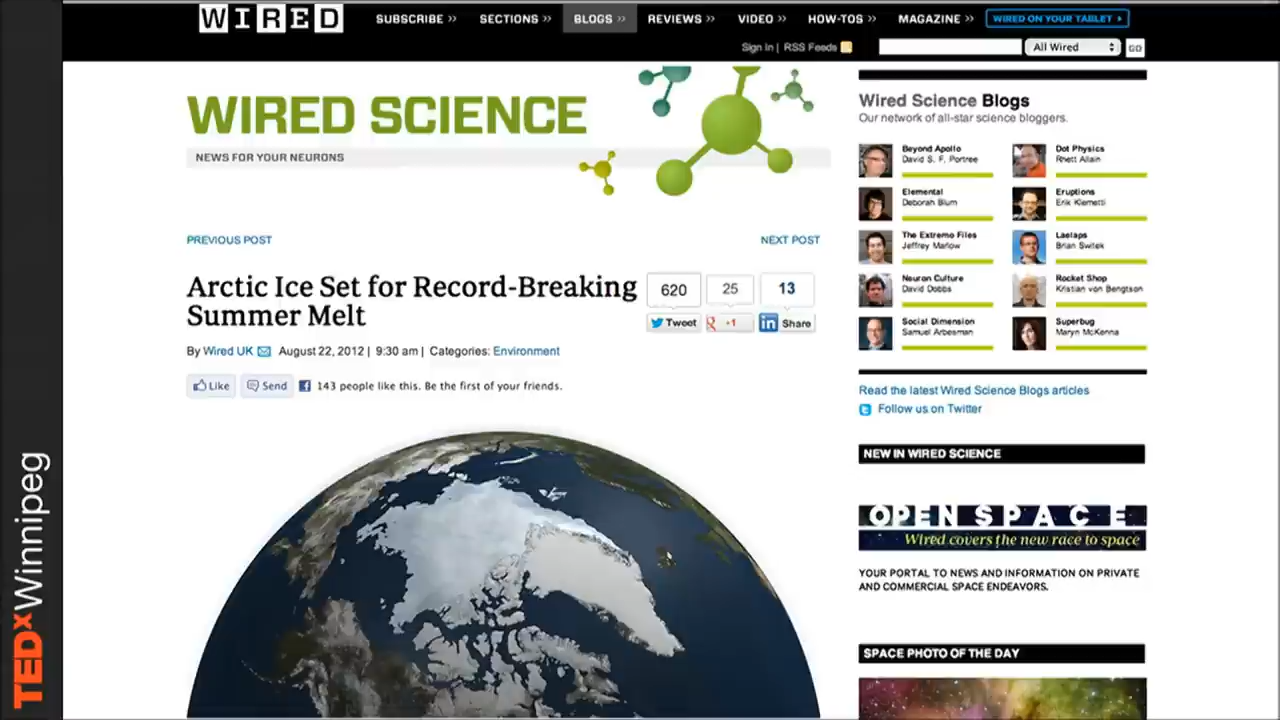 WIRED
SUBSCRIBE >>
SECTIONS >>
BLOGS >>
REVIEWS >>
VIDEO >>
HOW-TOS >>
MAGAZINE >>
WIRED ON YOUR TABLET
Sign In | RSS Feeds
All Wired
GO
WIRED SCIENCE
NEWS FOR YOUR NEURONS
PREVIOUS POST
NEXT POST
Arctic Ice Set for Record-Breaking
Summer Melt
620
25
13
Tweet
+1
in Share
By Wired UK August 22, 2012 | 9:30 am | Categories: Environment
Like
Send
143 people like this. Be the first of your friends.
Wired Science Blogs
Our network of all-star science bloggers.
Beyond Apollo
David S. F. Portree
Dot Physics
Rhett Allain
Elemental
Deborah Blum
Eruptions
Erik Klemetti
The Extremo Files
Jeffrey Marlow
Laelaps
Brian Switek
Neuron Culture
David Dobbs
Rocket Shop
Kristian von Bengtson
Social Dimension
Samuel Arbesman
Superbug
Maryn McKenna
Read the latest Wired Science Blogs articles
Follow us on Twitter
NEW IN WIRED SCIENCE
OPEN SPACE
Wired covers the new race to space
YOUR PORTAL TO NEWS AND INFORMATION ON PRIVATE
AND COMMERCIAL SPACE ENDEAVORS.
SPACE PHOTO OF THE DAY
TEDxWinnipeg